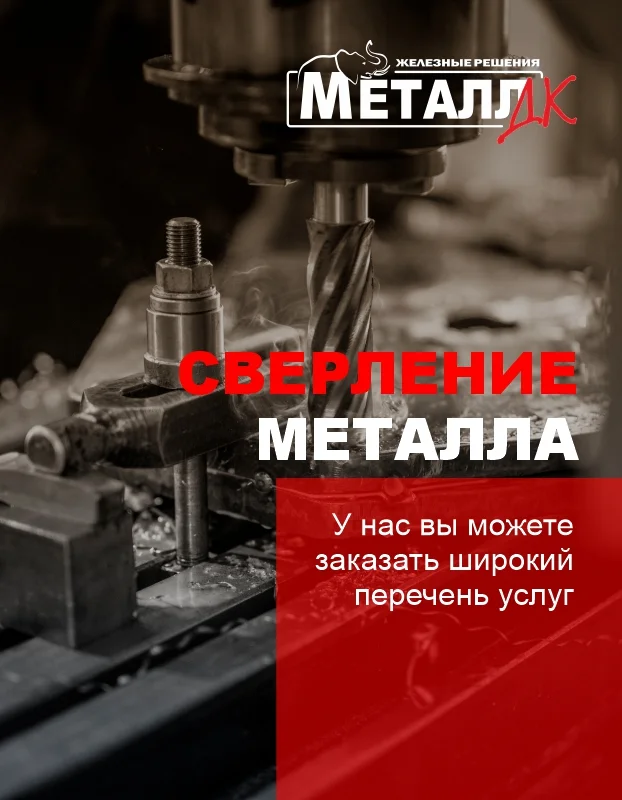 ЖЕЛЕЗНЫЕ РЕШЕНИЯ
МЕТАЛЛДК
СВЕРЛЕНИЕ
МЕТАЛЛА
У нас вы можете
заказать широкий
перечень услуг